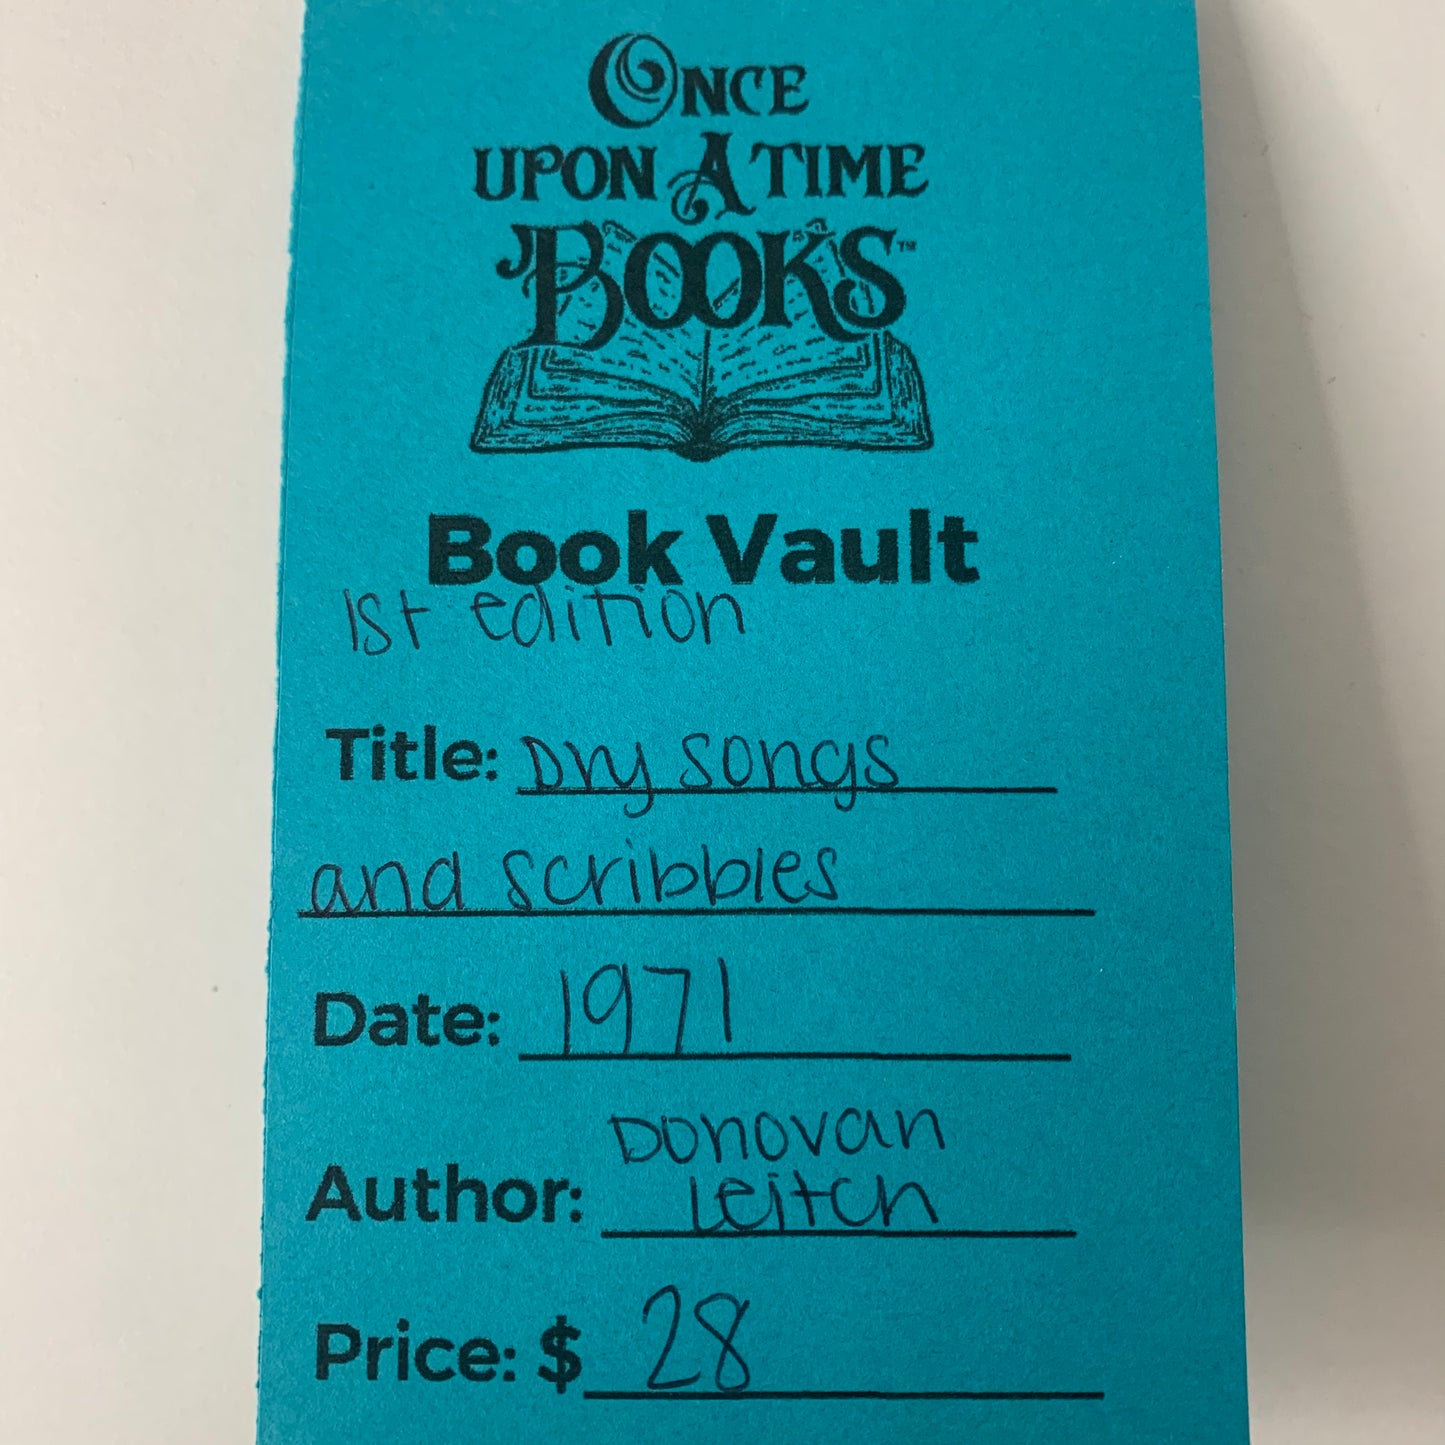 ONCE
UPON A TIME
BOOKS™
Book Vault
1st edition
Title: Dry songs
and scribbles
Date: 1971
Donovan
Author: Leitch
Price: $ 28